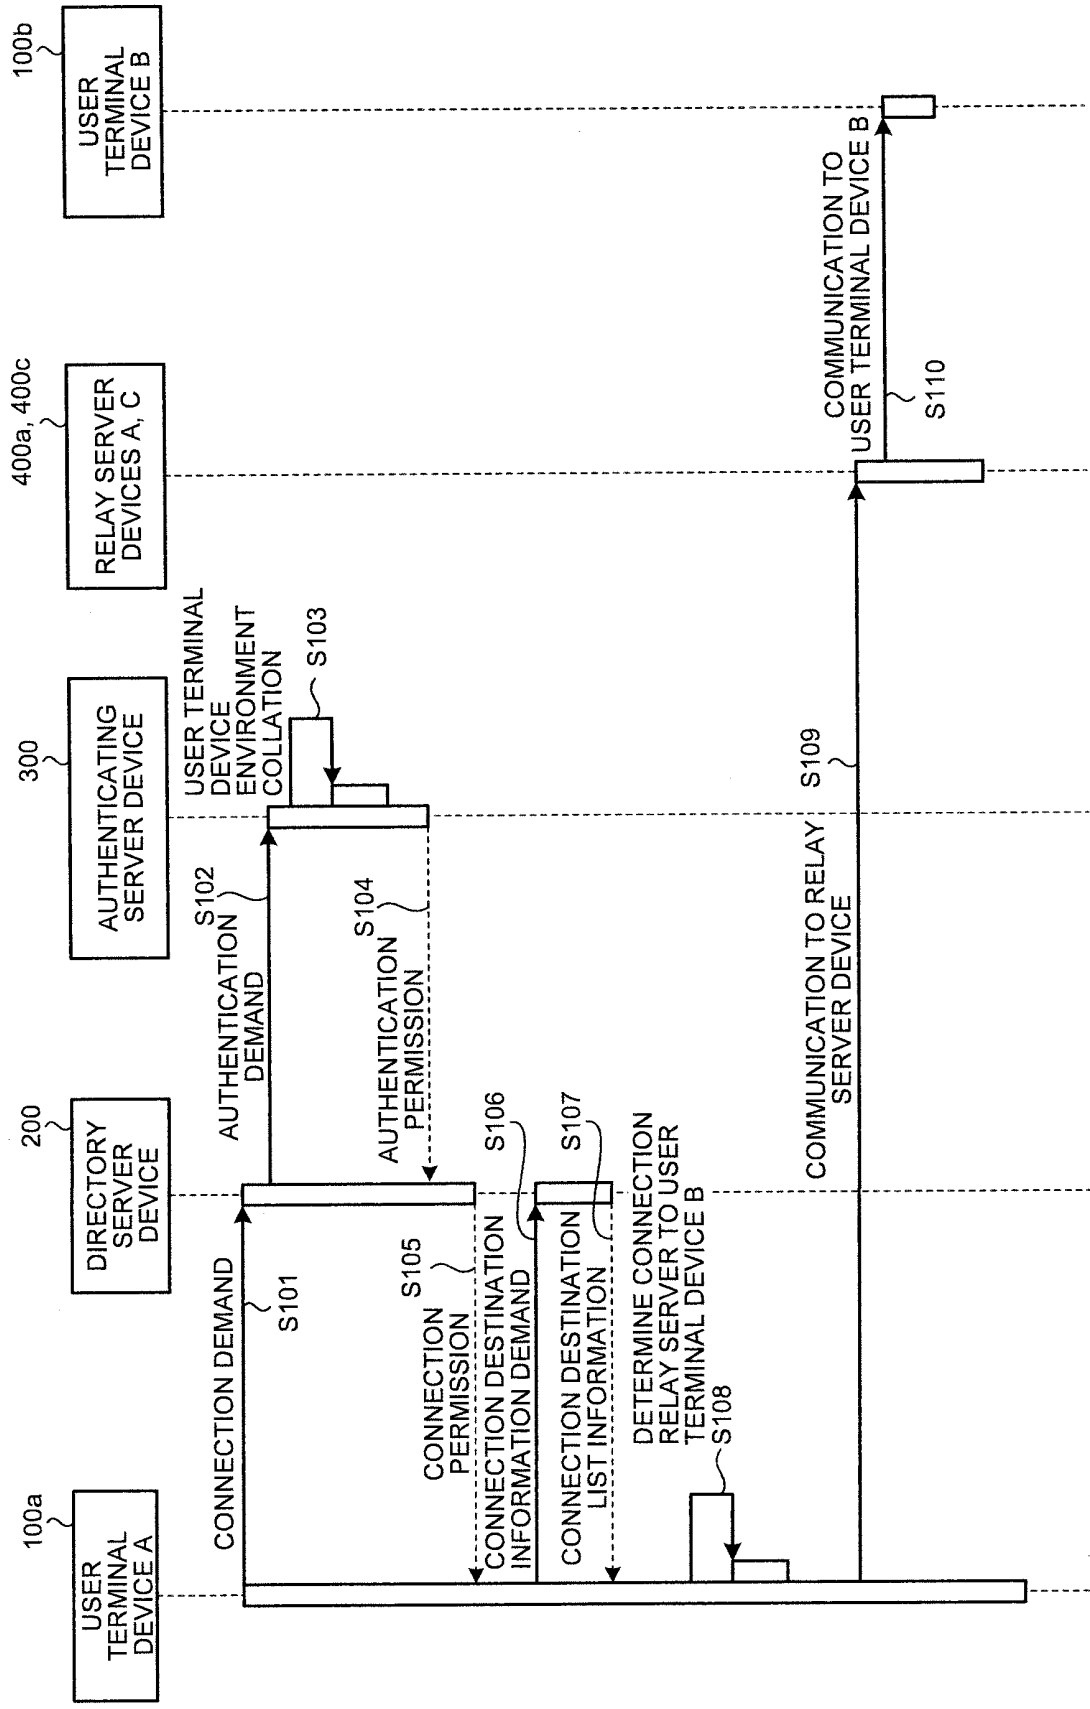 100a
USER
TERMINAL
DEVICE A
200
DIRECTORY
SERVER
DEVICE
300
AUTHENTICATING
SERVER DEVICE
400a, 400c
RELAY SERVER
DEVICES A, C
100b
USER
TERMINAL
DEVICE B
CONNECTION DEMAND
S101
AUTHENTICATION
DEMAND
S102
USER TERMINAL
DEVICE
ENVIRONMENT
COLLATION
S103
S104
AUTHENTICATION
PERMISSION
S105
CONNECTION
PERMISSION
S106
CONNECTION DESTINATION
INFORMATION DEMAND
S107
CONNECTION DESTINATION
LIST INFORMATION
DETERMINE CONNECTION
RELAY SERVER TO USER
TERMINAL DEVICE B
S108
COMMUNICATION TO RELAY
SERVER DEVICE
S109
COMMUNICATION TO
USER TERMINAL DEVICE B
S110